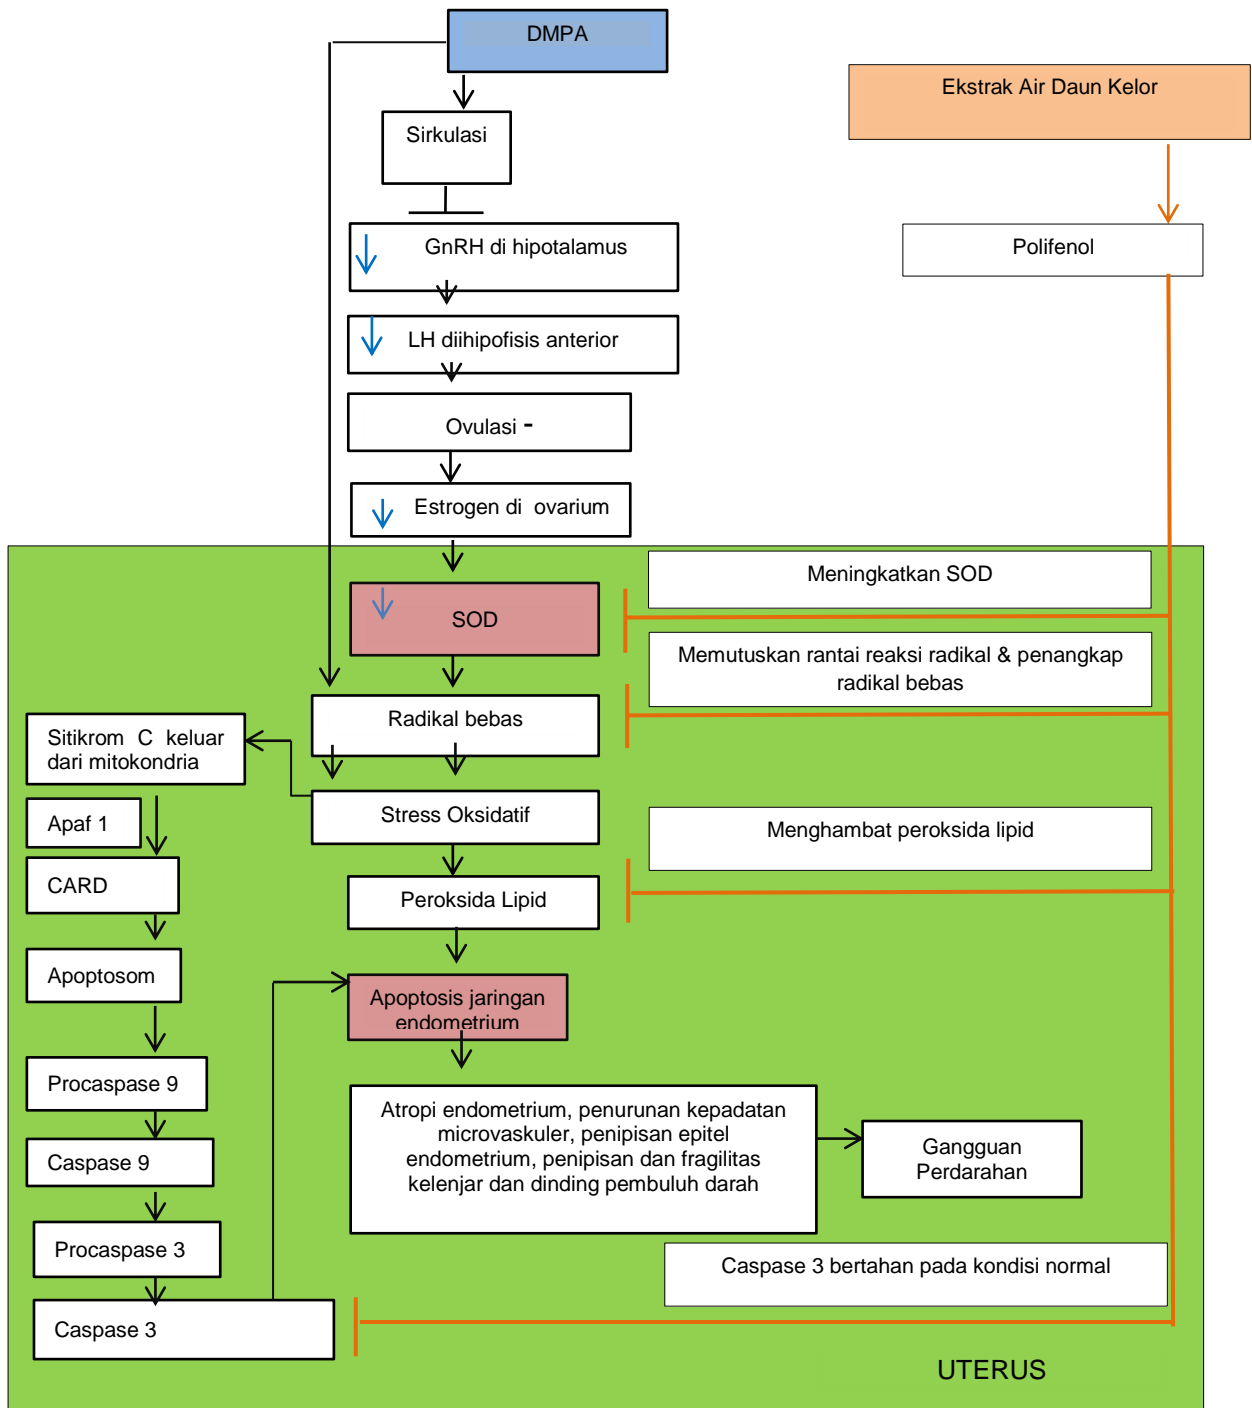 DMPA
Ekstrak Air Daun Kelor
Sirkulasi
GnRH di hipotalamus
Polifenol
LH diihipofisis anterior
Ovulasi -
Estrogen di ovarium
Meningkatkan SOD
SOD
Memutuskan rantai reaksi radikal & penangkap
radikal bebas
Radikal bebas
Sitikrom C keluar
dari mitokondria
Stress Oksidatif
Apaf 1
Menghambat peroksida lipid
CARD
Peroksida Lipid
Apoptosom
Apoptosis jaringan
endometrium
Procaspase 9
Atropi endometrium, penurunan kepadatan
microvaskuler, penipisan epitel
endometrium, penipisan dan fragilitas
kelenjar dan dinding pembuluh darah
Gangguan
Perdarahan
Caspase 9
Procaspase 3
Caspase 3 bertahan pada kondisi normal
Caspase 3
UTERUS